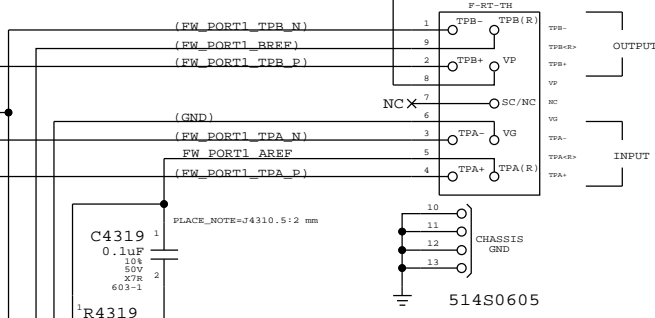 F-RT-TH
(FW_PORT1_TPB_N) 1 TPB- TPB(R) TPB-
(FW_PORT1_BREF) 9 TPB<R> OUTPUT
(FW_PORT1_TPB_P) 2 TPB+ VP TPB+
8 VP
NC 7 SC/NC NC
(GND) 6 VG
(FW_PORT1_TPA_N) 3 TPA- VG TPA-
FW_PORT1_AREF 5 TPA<R> INPUT
(FW_PORT1_TPA_P) 4 TPA+ TPA(R) TPA+
PLACE_NOTE=J4310.5:2 mm
C4319 1
0.1uF
10%
50V
X7R 2
603-1
1 R4319
10
11
12
13
CHASSIS
GND
514S0605